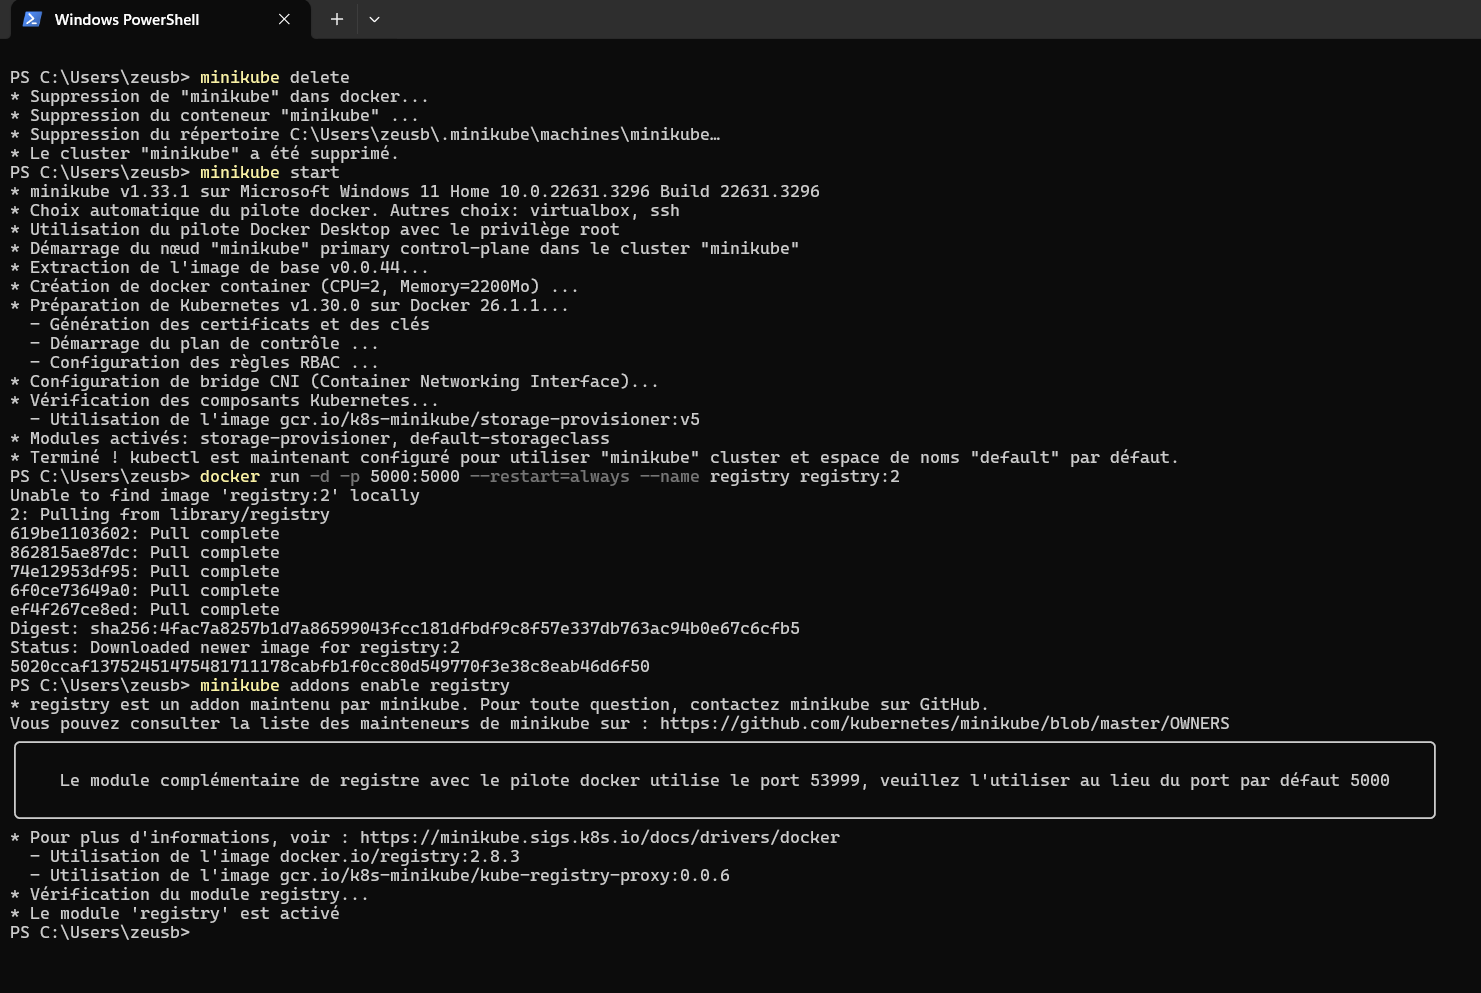 Windows PowerShell
PS C:\Users\zeusb> minikube delete
* Suppression de "minikube" dans docker...
* Suppression du conteneur "minikube" ...
* Suppression du répertoire C:\Users\zeusb\.minikube\machines\minikube…
* Le cluster "minikube" a été supprimé.
PS C:\Users\zeusb> minikube start
* minikube v1.33.1 sur Microsoft Windows 11 Home 10.0.22631.3296 Build 22631.3296
* Choix automatique du pilote docker. Autres choix: virtualbox, ssh
* Utilisation du pilote Docker Desktop avec le privilège root
* Démarrage du nœud "minikube" primary control-plane dans le cluster "minikube"
* Extraction de l'image de base v0.0.44...
* Création de docker container (CPU=2, Memory=2200Mo) ...
* Préparation de Kubernetes v1.30.0 sur Docker 26.1.1...
  - Génération des certificats et des clés
  - Démarrage du plan de contrôle ...
  - Configuration des règles RBAC ...
* Configuration de bridge CNI (Container Networking Interface)...
* Vérification des composants Kubernetes...
  - Utilisation de l'image gcr.io/k8s-minikube/storage-provisioner:v5
* Modules activés: storage-provisioner, default-storageclass
* Terminé ! kubectl est maintenant configuré pour utiliser "minikube" cluster et espace de noms "default" par défaut.
PS C:\Users\zeusb> docker run -d -p 5000:5000 --restart=always --name registry registry:2
Unable to find image 'registry:2' locally
2: Pulling from library/registry
619be1103602: Pull complete
862815ae87dc: Pull complete
74e12953df95: Pull complete
6f0ce73649a0: Pull complete
ef4f267ce8ed: Pull complete
Digest: sha256:4fac7a8257b1d7a86599043fcc181dfbdf9c8f57e337db763ac94b0e67c6cfb5
Status: Downloaded newer image for registry:2
5020ccaf13752451475481711178cabfb1f0cc80d549770f3e38c8eab46d6f50
PS C:\Users\zeusb> minikube addons enable registry
* registry est un addon maintenu par minikube. Pour toute question, contactez minikube sur GitHub.
Vous pouvez consulter la liste des mainteneurs de minikube sur : https://github.com/kubernetes/minikube/blob/master/OWNERS
Le module complémentaire de registre avec le pilote docker utilise le port 53999, veuillez l'utiliser au lieu du port par défaut 5000
* Pour plus d'informations, voir : https://minikube.sigs.k8s.io/docs/drivers/docker
  - Utilisation de l'image docker.io/registry:2.8.3
  - Utilisation de l'image gcr.io/k8s-minikube/kube-registry-proxy:0.0.6
* Vérification du module registry...
* Le module 'registry' est activé
PS C:\Users\zeusb>